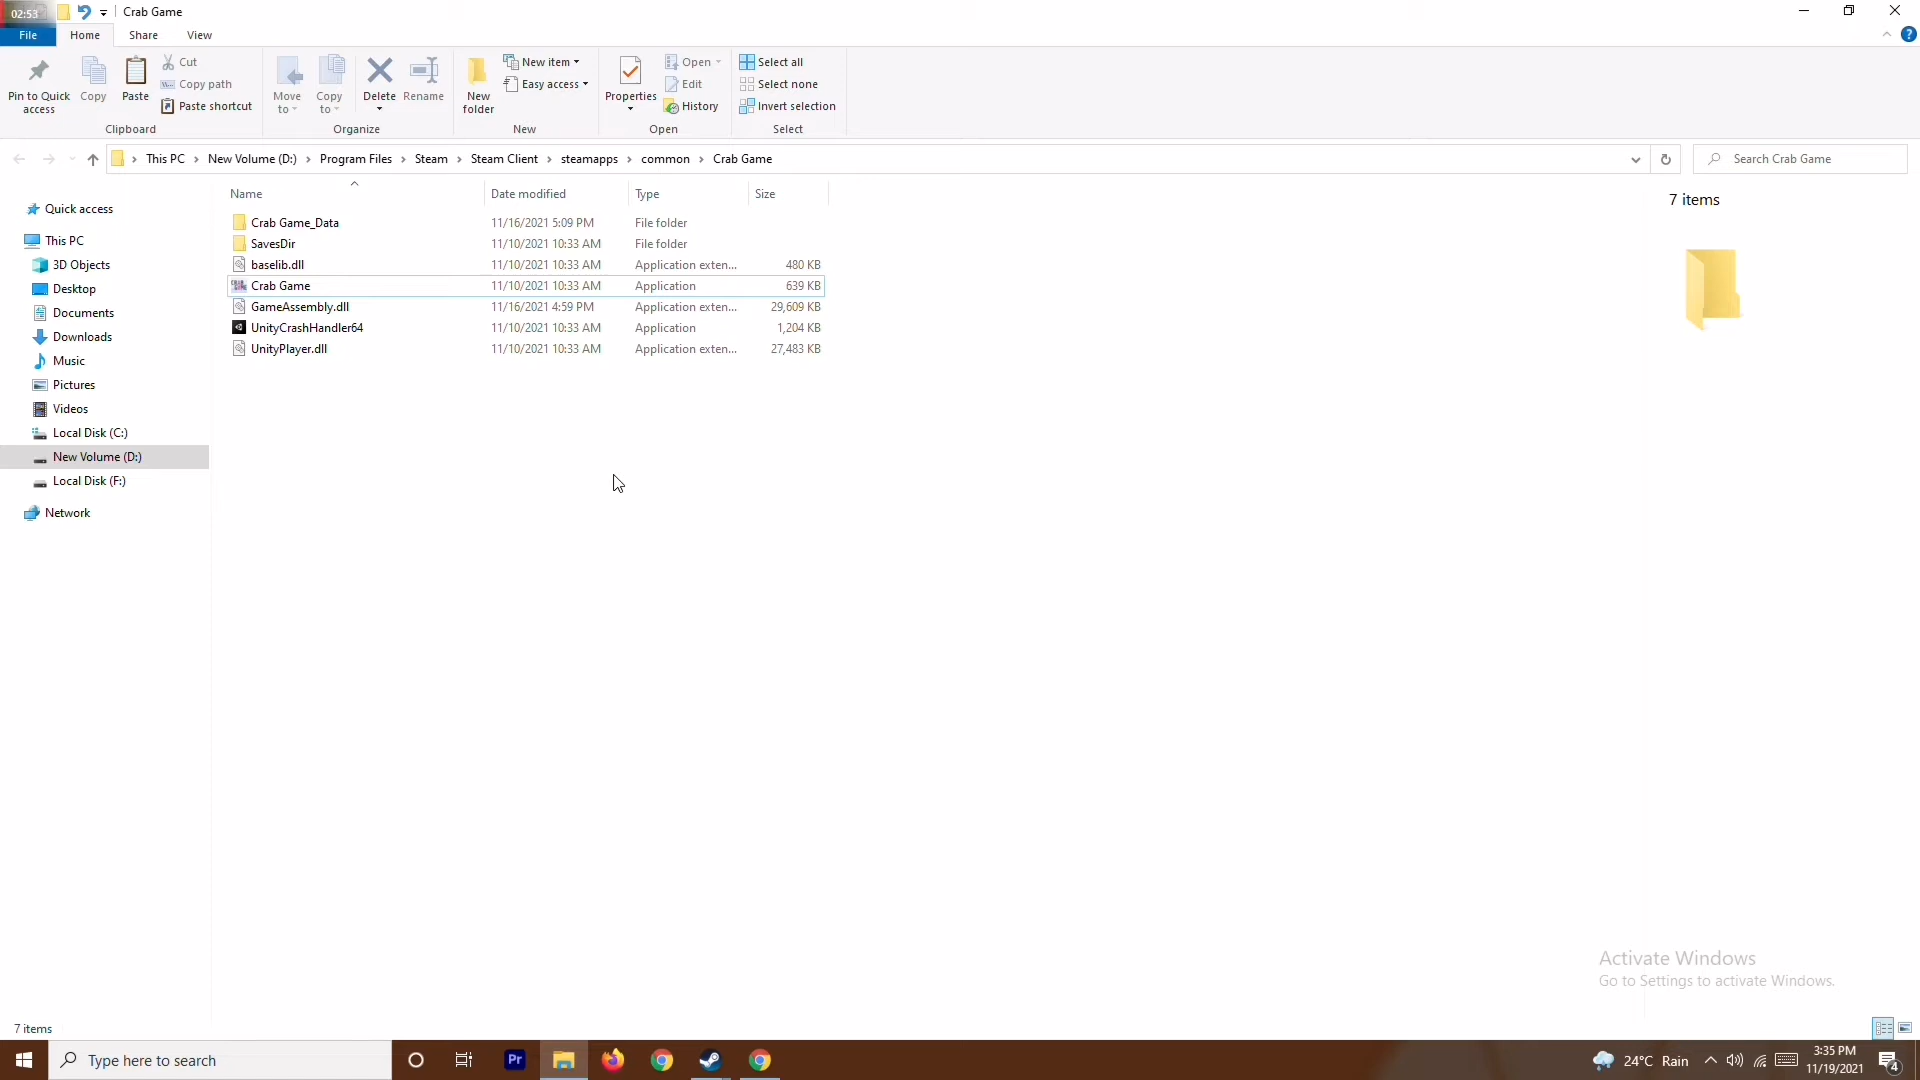 02:53
Crab Game
File Home Share View
Pin to Quick access
Copy
Paste
Cut
Copy path
Paste shortcut
Clipboard
Move to
Copy to
Delete
Rename
Organize
New folder
New item
Easy access
New
Properties
Open
Edit
History
Open
Select all
Select none
Invert selection
Select
This PC > New Volume (D:) > Program Files > Steam > Steam Client > steamapps > common > Crab Game
Search Crab Game
Quick access
This PC
3D Objects
Desktop
Documents
Downloads
Music
Pictures
Videos
Local Disk (C:)
New Volume (D:)
Local Disk (F:)
Network
Name Date modified Type Size
Crab Game_Data 11/16/2021 5:09 PM File folder
SavesDir 11/10/2021 10:33 AM File folder
baselib.dll 11/10/2021 10:33 AM Application exten... 480 KB
Crab Game 11/10/2021 10:33 AM Application 639 KB
GameAssembly.dll 11/16/2021 4:59 PM Application exten... 29,609 KB
UnityCrashHandler64 11/10/2021 10:33 AM Application 1,204 KB
UnityPlayer.dll 11/10/2021 10:33 AM Application exten... 27,483 KB
7 items
Activate Windows
Go to Settings to activate Windows.
7 items
Type here to search
Pr
24°C Rain
3:35 PM
11/19/2021
4